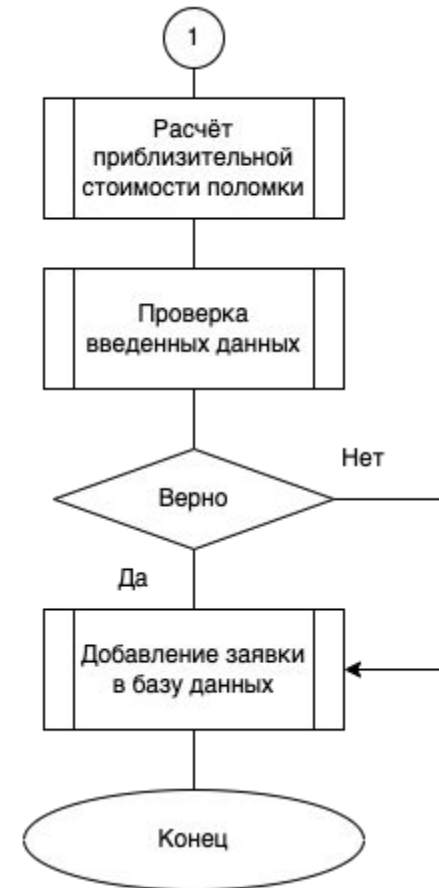 1
Расчёт
приблизительной
стоимости поломки
Проверка
введенных данных
Нет
Верно
Да
Добавление заявки
в базу данных
Конец